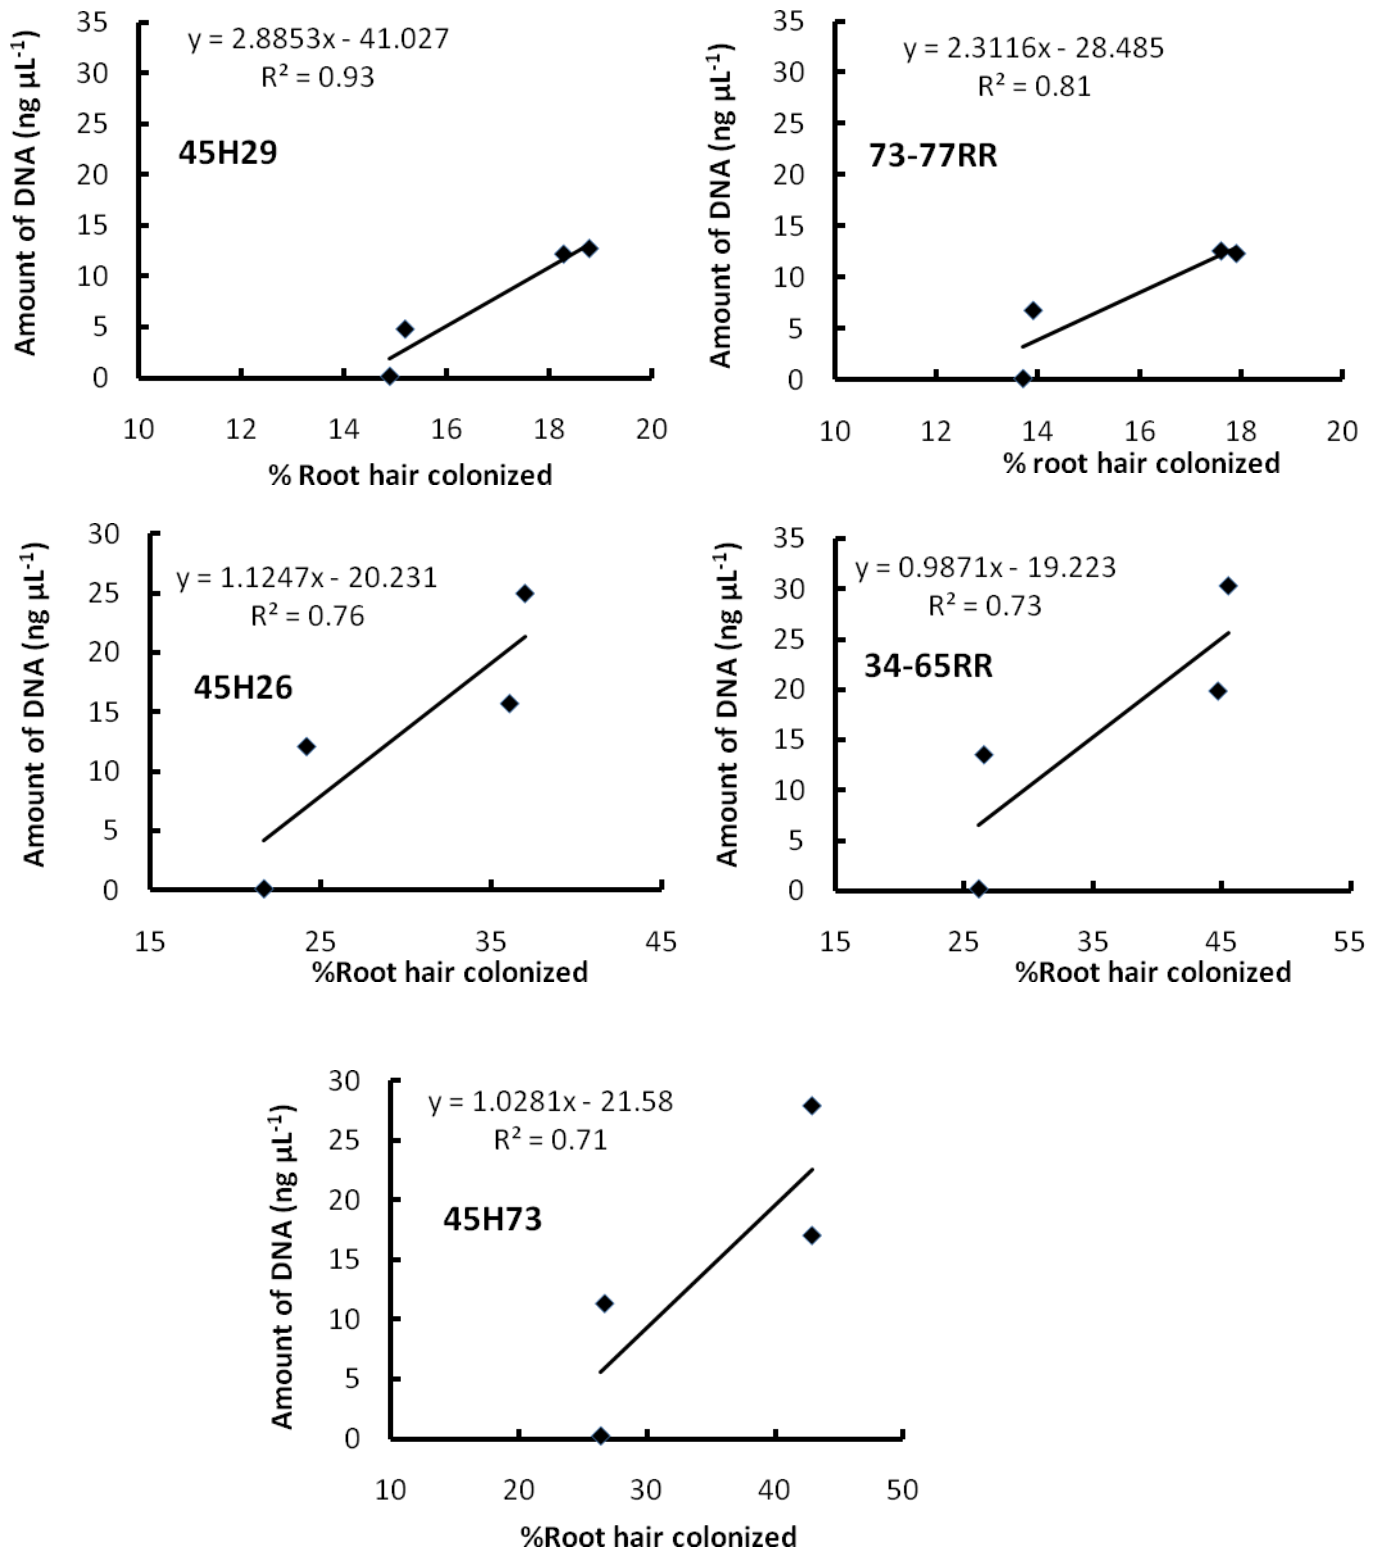 y = 2.8853x - 41.027
R² = 0.93
45H29
Amount of DNA (ng µL⁻¹)
35
30
25
20
15
10
5
0
10 12 14 16 18 20
% Root hair colonized
y = 2.3116x - 28.485
R² = 0.81
73-77RR
Amount of DNA (ng µL⁻¹)
35
30
25
20
15
10
5
0
10 12 14 16 18 20
% root hair colonized
y = 1.1247x - 20.231
R² = 0.76
45H26
Amount of DNA (ng µL⁻¹)
30
25
20
15
10
5
0
15 25 35 45
%Root hair colonized
y = 0.9871x - 19.223
R² = 0.73
34-65RR
Amount of DNA (ng µL⁻¹)
35
30
25
20
15
10
5
0
15 25 35 45 55
%Root hair colonized
y = 1.0281x - 21.58
R² = 0.71
45H73
Amount of DNA (ng µL⁻¹)
30
25
20
15
10
5
0
10 20 30 40 50
%Root hair colonized